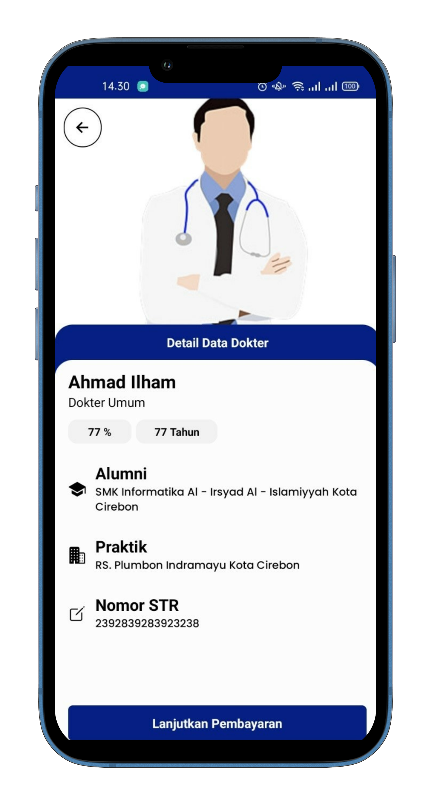 14.30
100
Detail Data Dokter
Ahmad Ilham
Dokter Umum
77 %
77 Tahun
Alumni
SMK Informatika Al - Irsyad Al - Islamiyyah Kota
Cirebon
Praktik
RS. Plumbon Indramayu Kota Cirebon
Nomor STR
2392839283923238
Lanjutkan Pembayaran